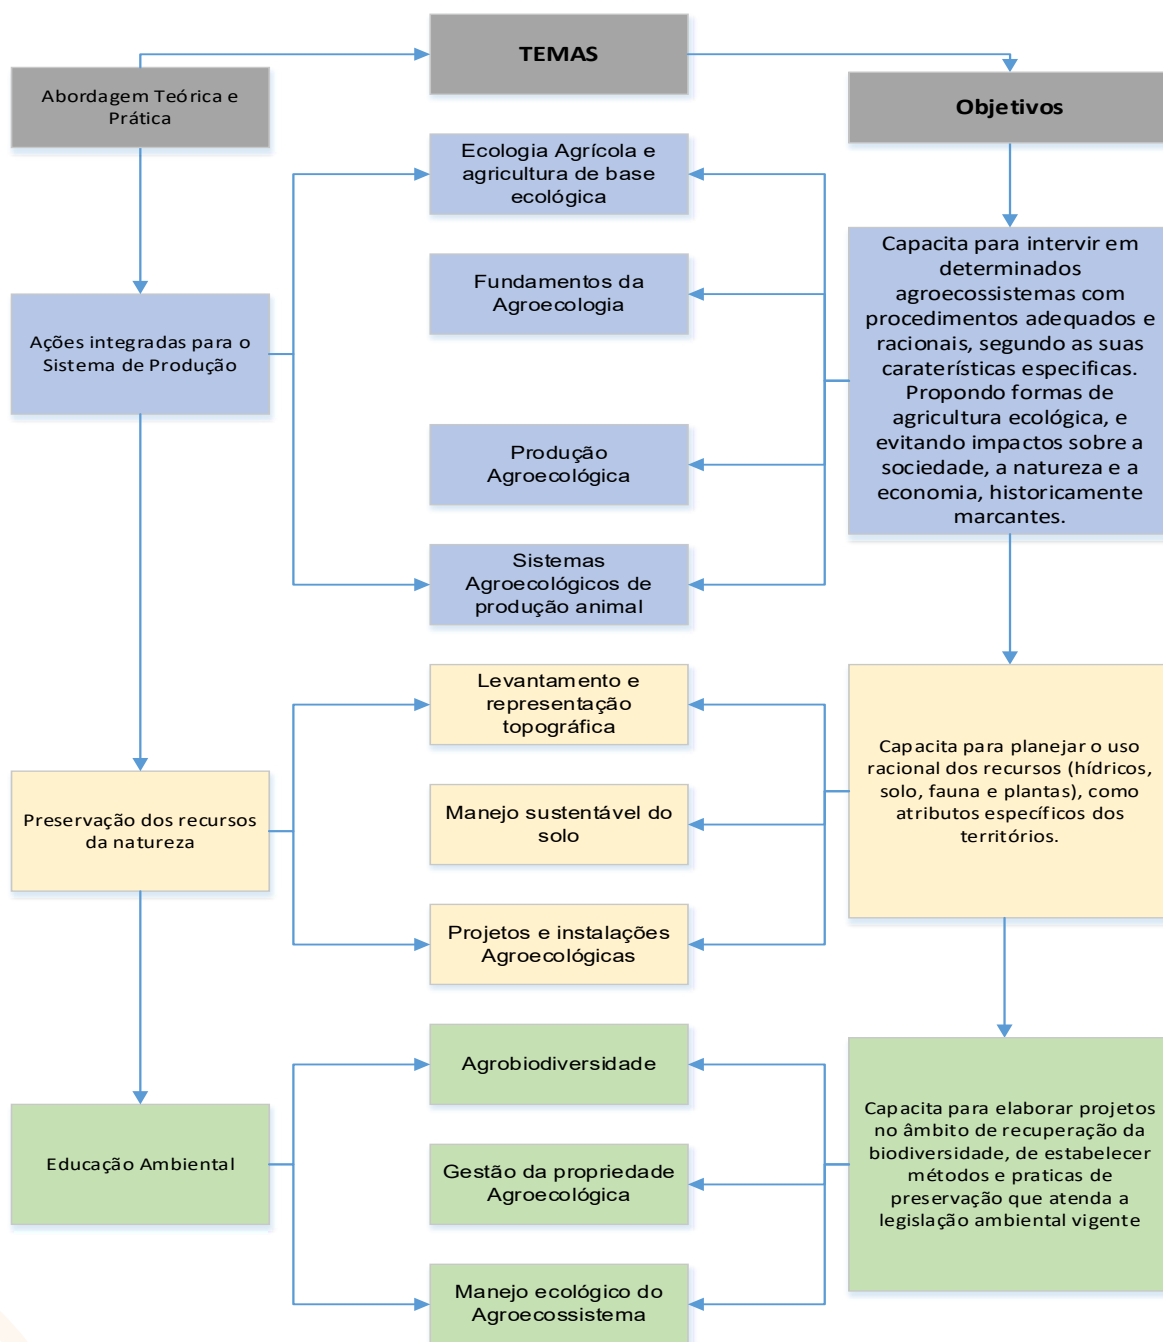 TEMAS
Abordagem Teórica e
Prática
Objetivos
Ecologia Agrícola e
agricultura de base
ecológica
Fundamentos da
Agroecologia
Ações integradas para o
Sistema de Produção
Produção
Agroecológica
Sistemas
Agroecológicos de
produção animal
Capacita para intervir em
determinados
agroecossistemas com
procedimentos adequados e
racionais, segundo as suas
caraterísticas especificas.
Propondo formas de
agricultura ecológica, e
evitando impactos sobre a
sociedade, a natureza e a
economia, historicamente
marcantes.
Levantamento e
representação
topográfica
Preservação dos recursos
da natureza
Manejo sustentável do
solo
Projetos e instalações
Agroecológicas
Capacita para planejar o uso
racional dos recursos (hídricos,
solo, fauna e plantas), como
atributos específicos dos
territórios.
Agrobiodiversidade
Educação Ambiental
Gestão da propriedade
Agroecológica
Manejo ecológico do
Agroecossistema
Capacita para elaborar projetos
no âmbito de recuperação da
biodiversidade, de estabelecer
métodos e praticas de
preservação que atenda a
legislação ambiental vigente